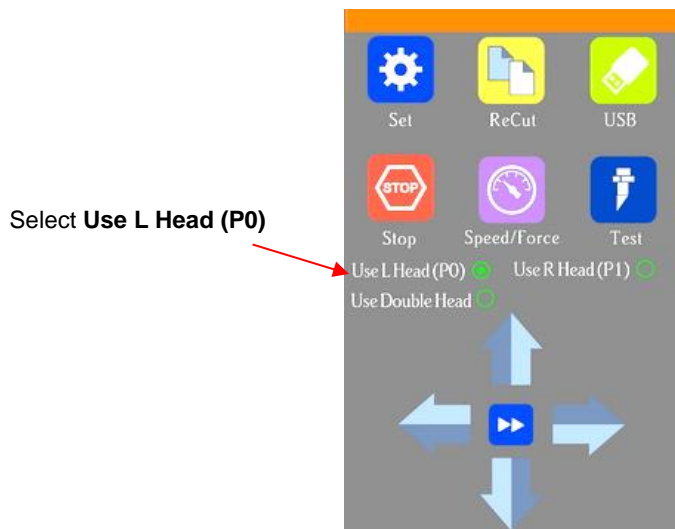 Set ReCut USB
STOP
Stop Speed/Force Test
Select Use L Head (P0)
Use L Head (P0) Use R Head (P1)
Use Double Head